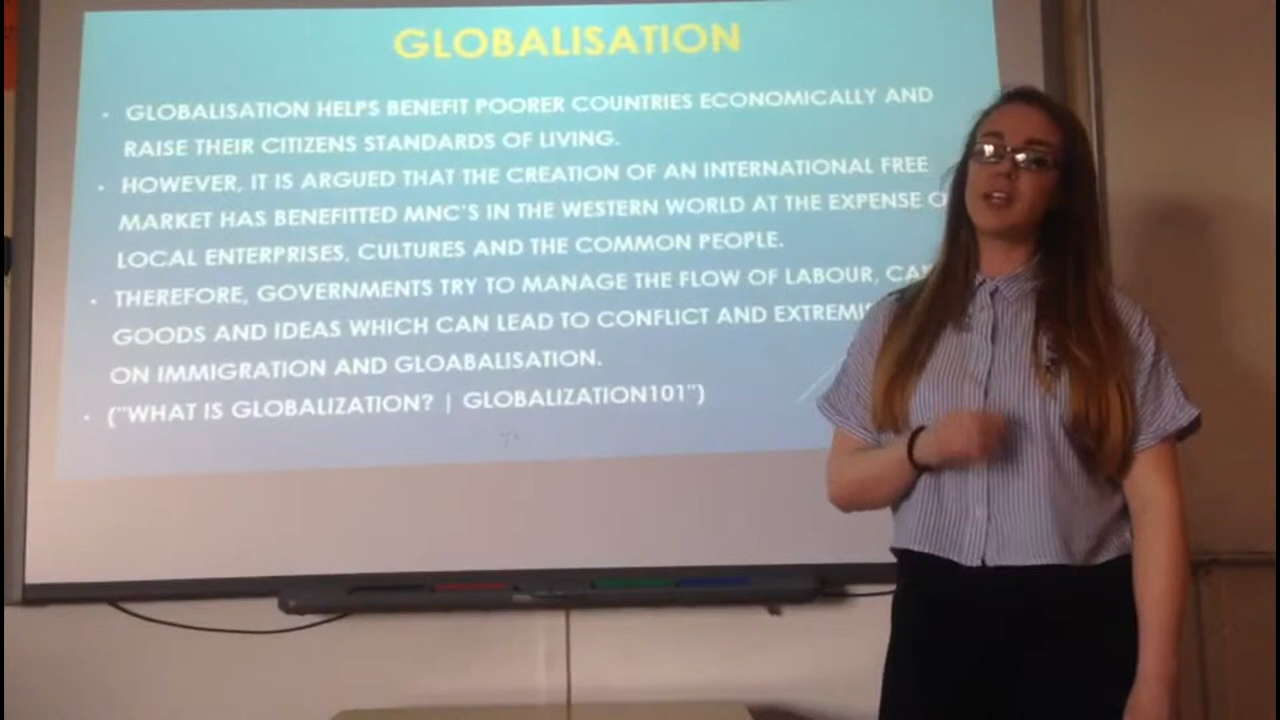 GLOBALISATION
• GLOBALISATION HELPS BENEFIT POORER COUNTRIES ECONOMICALLY AND
RAISE THEIR CITIZENS STANDARDS OF LIVING.
• HOWEVER, IT IS ARGUED THAT THE CREATION OF AN INTERNATIONAL FREE
MARKET HAS BENEFITTED MNC'S IN THE WESTERN WORLD AT THE EXPENSE
LOCAL ENTERPRISES, CULTURES AND THE COMMON PEOPLE.
• THEREFORE, GOVERNMENTS TRY TO MANAGE THE FLOW OF LABOUR,
GOODS AND IDEAS WHICH CAN LEAD TO CONFLICT AND
ON IMMIGRATION AND GLOABALISATION.
• ("WHAT IS GLOBALIZATION? | GLOBALIZATION101")